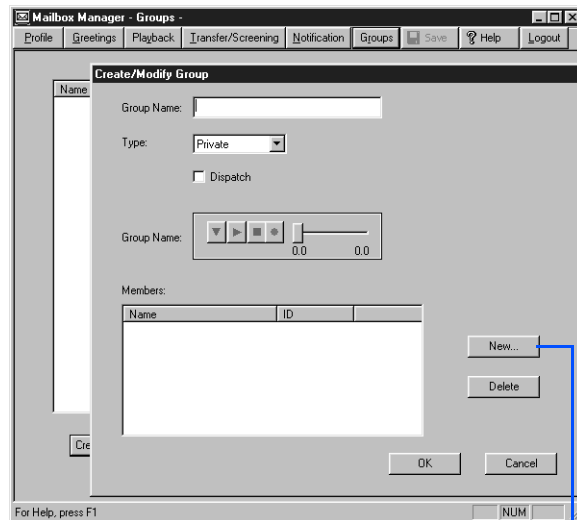 Mailbox Manager - Groups -
Profile Greetings Playback Transfer/Screening Notification Groups Save Help Logout
Create/Modify Group
Name
Group Name:
Type: Private
Dispatch
Group Name:
0.0 0.0
Members:
Name ID
New...
Delete
Cre
OK Cancel
For Help, press F1 NUM